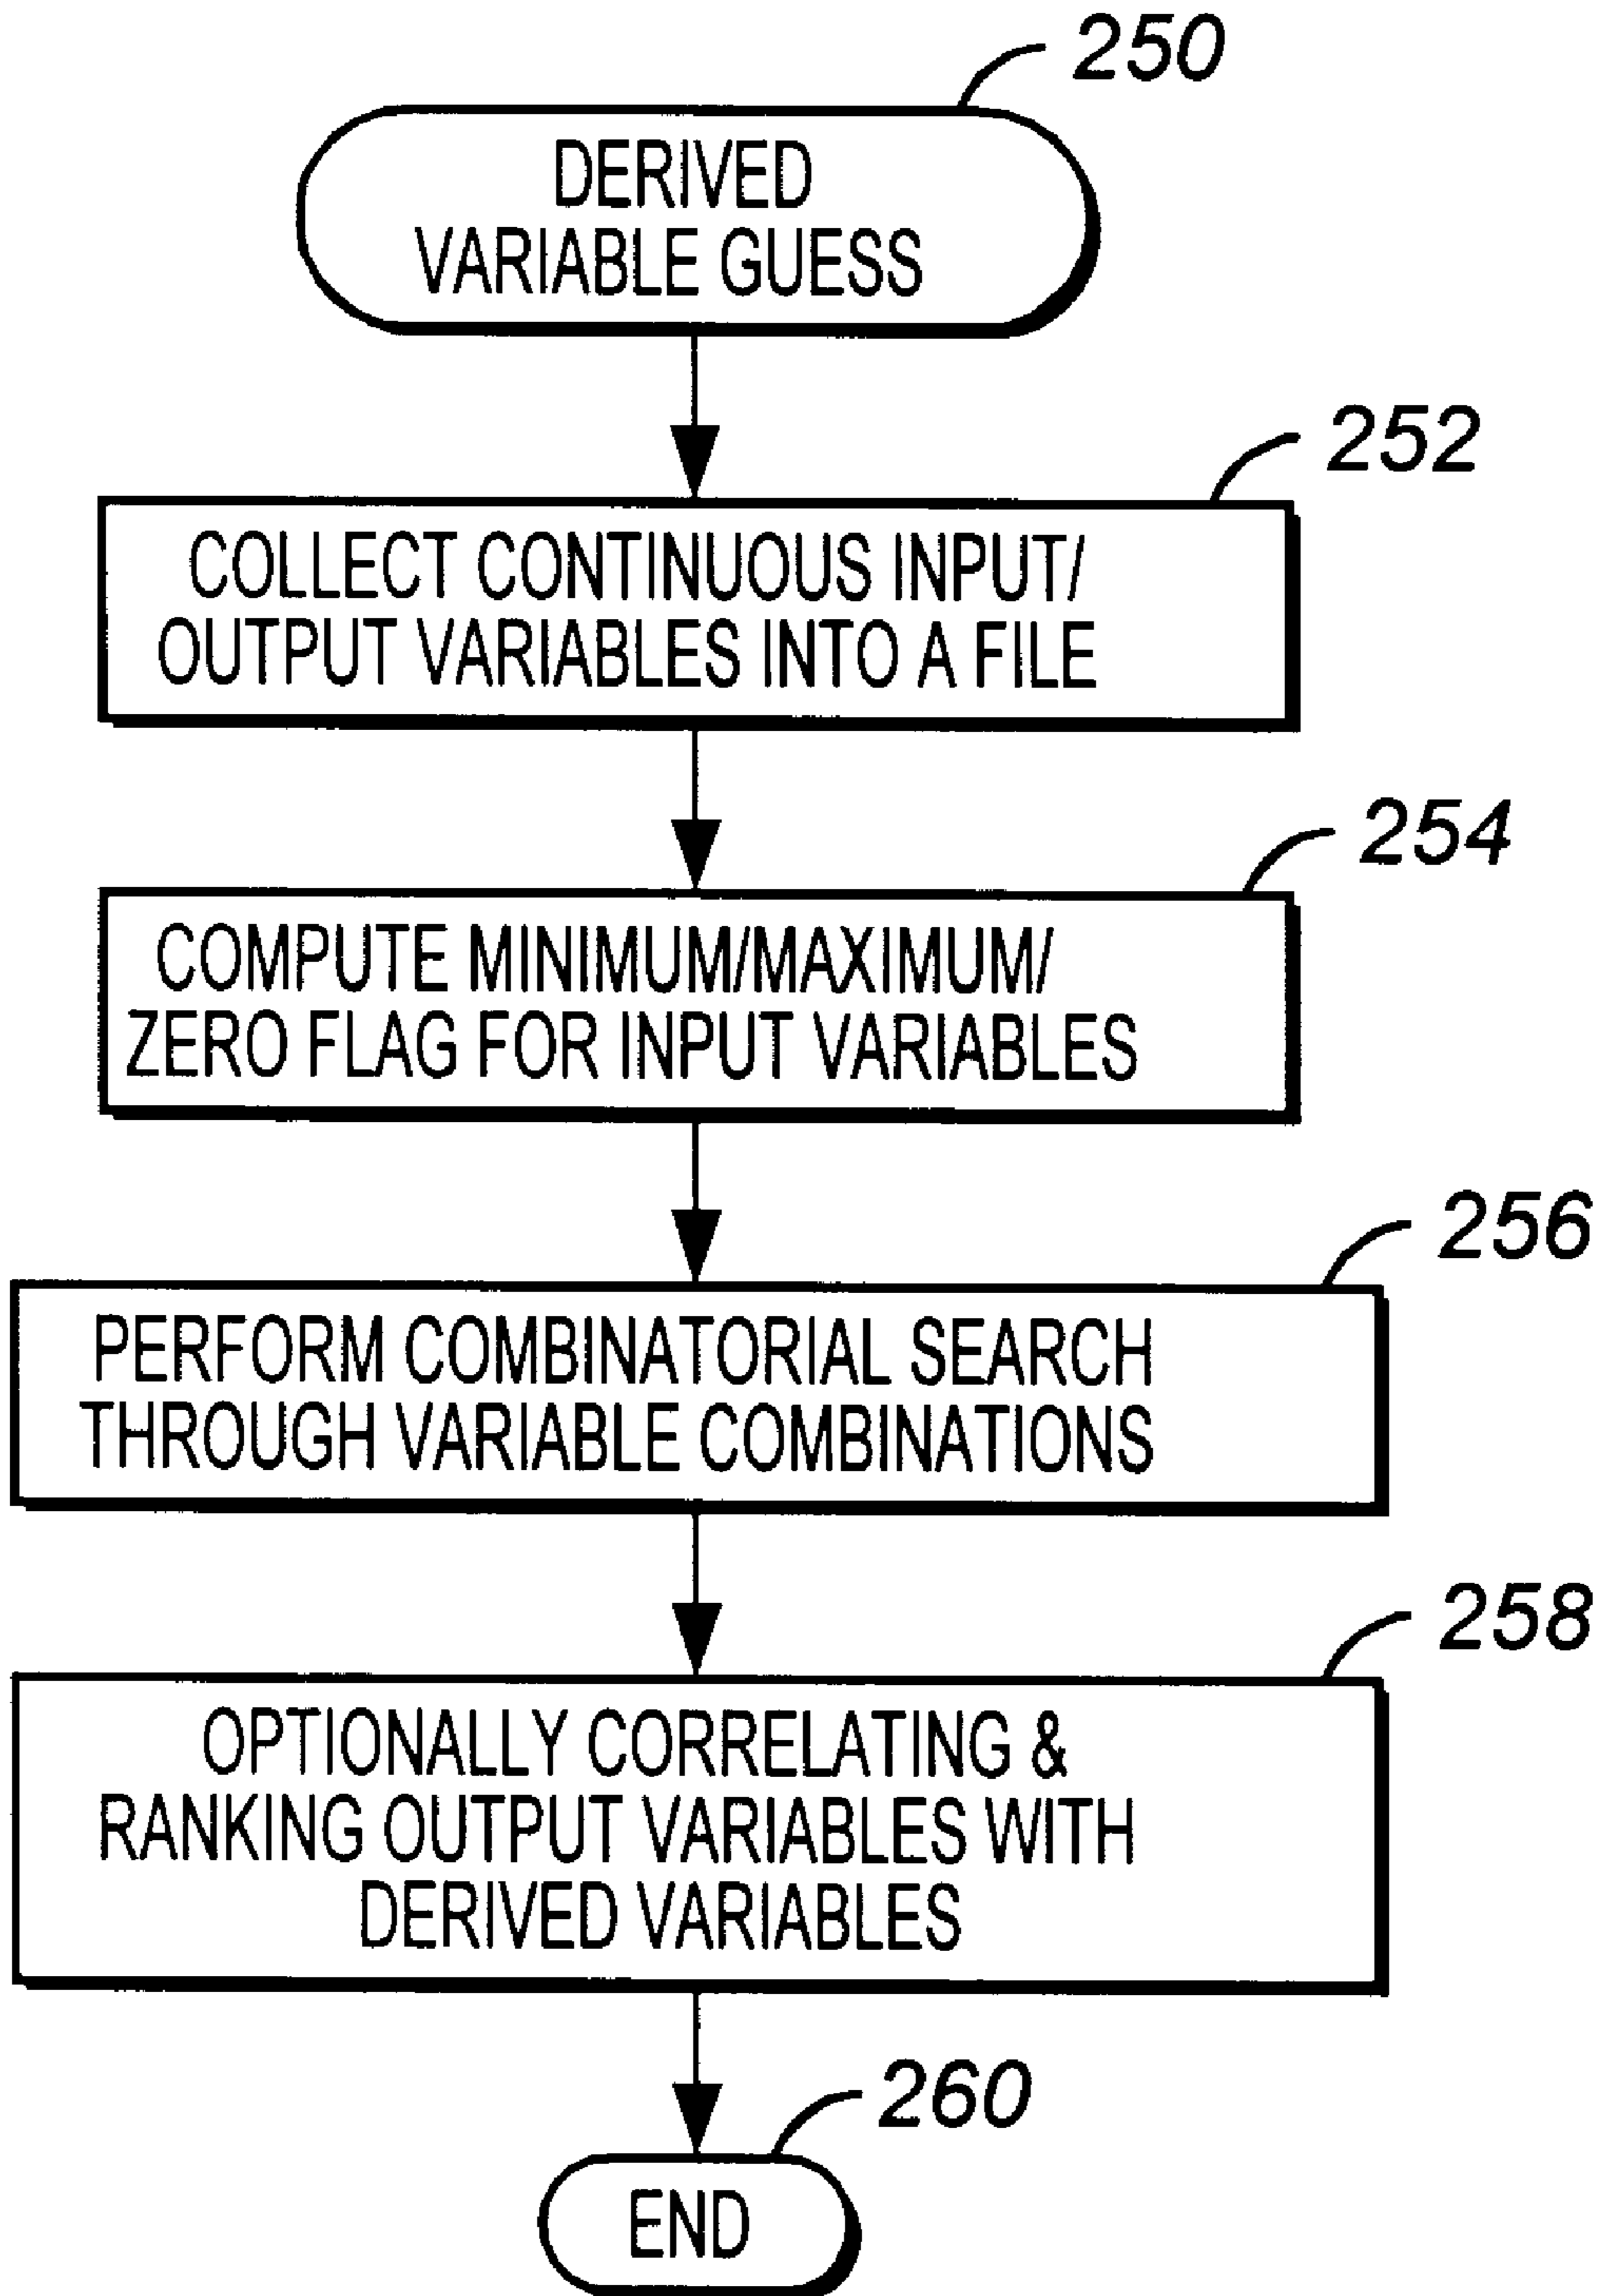 250
DERIVED
VARIABLE GUESS
252
COLLECT CONTINUOUS INPUT/
OUTPUT VARIABLES INTO A FILE
254
COMPUTE MINIMUM/MAXIMUM/
ZERO FLAG FOR INPUT VARIABLES
256
PERFORM COMBINATORIAL SEARCH
THROUGH VARIABLE COMBINATIONS
258
OPTIONALLY CORRELATING &
RANKING OUTPUT VARIABLES WITH
DERIVED VARIABLES
260
END